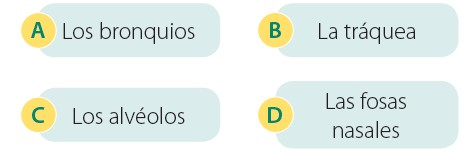 A Los bronquios
B La tráquea
C Los alvéolos
D Las fosas
nasales